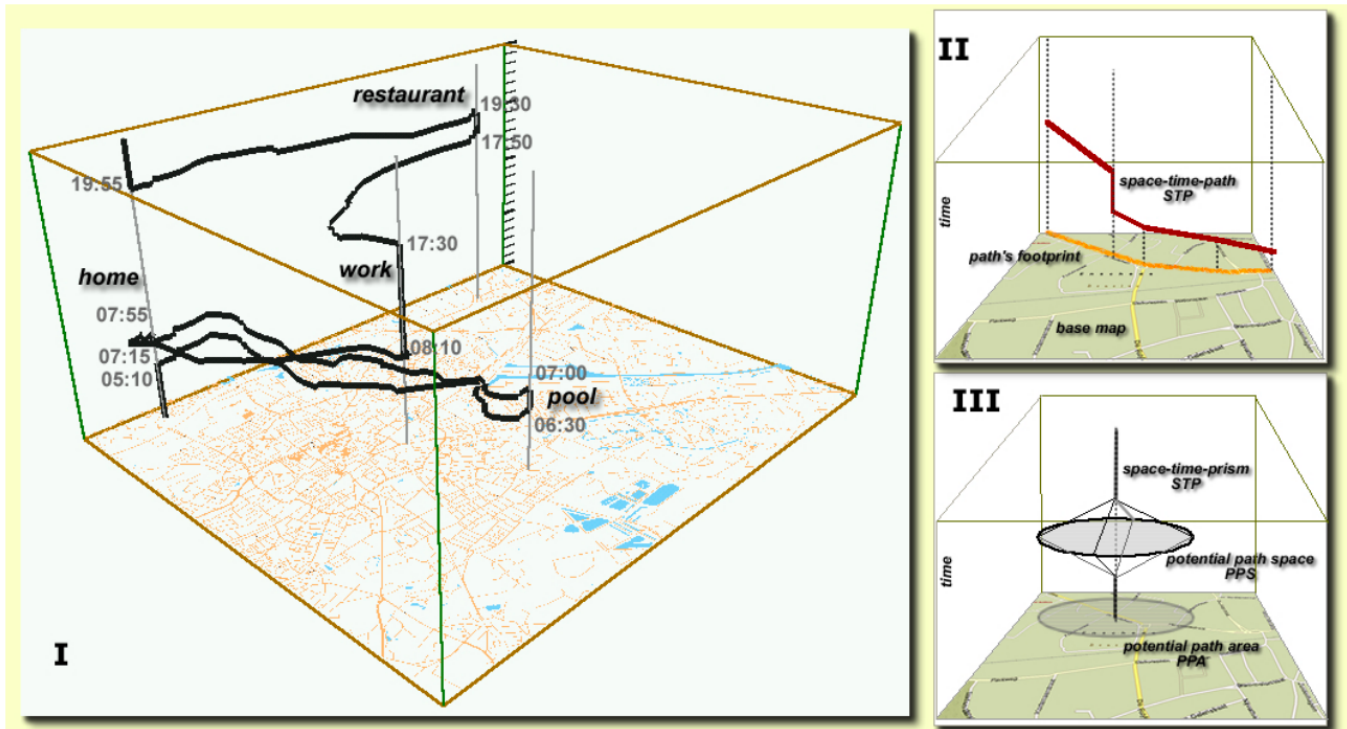 restaurant
19:30
17:50
19:55
17:30
home
work
07:55
07:15
08:10
05:10
07:00
pool
06:30
I
II
space-time-path
STP
time
path's footprint
base map
III
space-time-prism
STP
potential path space
PPS
time
potential path area
PPA